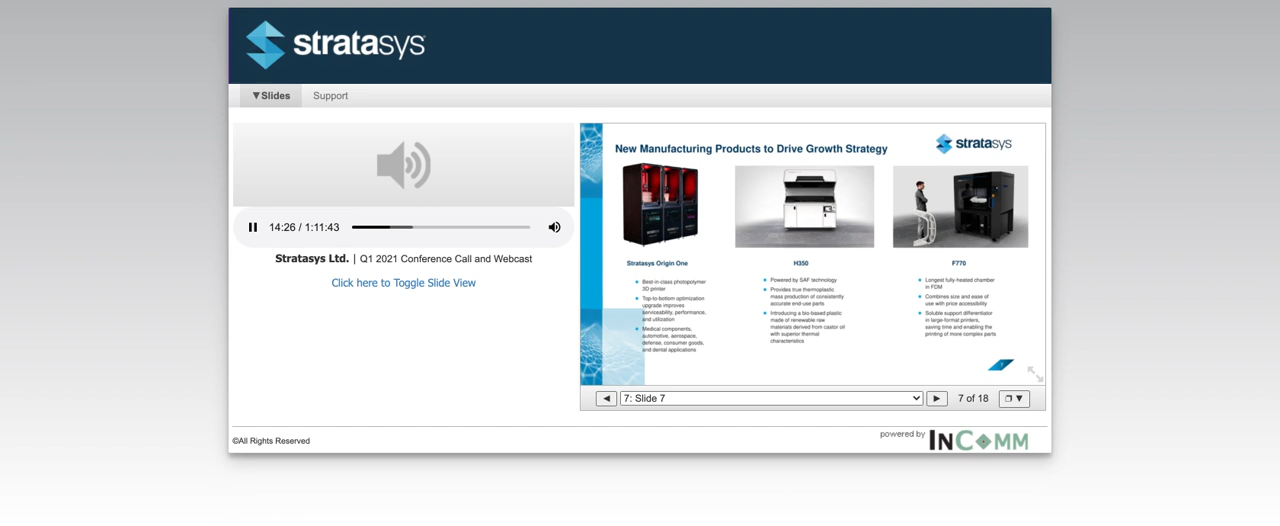 stratasys
▼Slides
Support
14:26 / 1:11:43
Stratasys Ltd. | Q1 2021 Conference Call and Webcast
Click here to Toggle Slide View
New Manufacturing Products to Drive Growth Strategy
stratasys
Stratasys Origin One
Best-in-class photopolymer
3D printer
Top-to-bottom optimization
upgrade improves
serviceability, performance,
and utilization
Medical components,
automotive, aerospace,
defense, consumer goods,
and dental applications
H350
Powered by SAF technology
Provides true thermoplastic
mass production of consistently
accurate end-use parts
Introducing a bio-based plastic
made of renewable raw
materials derived from castor oil
with superior thermal
characteristics
F770
Longest fully-heated chamber
in FDM
Combines size and ease of
use with price accessibility
Soluble support differentiator
in large-format printers,
saving time and enabling the
printing of more complex parts
7: Slide 7
7 of 18
©All Rights Reserved
powered by INCOMM